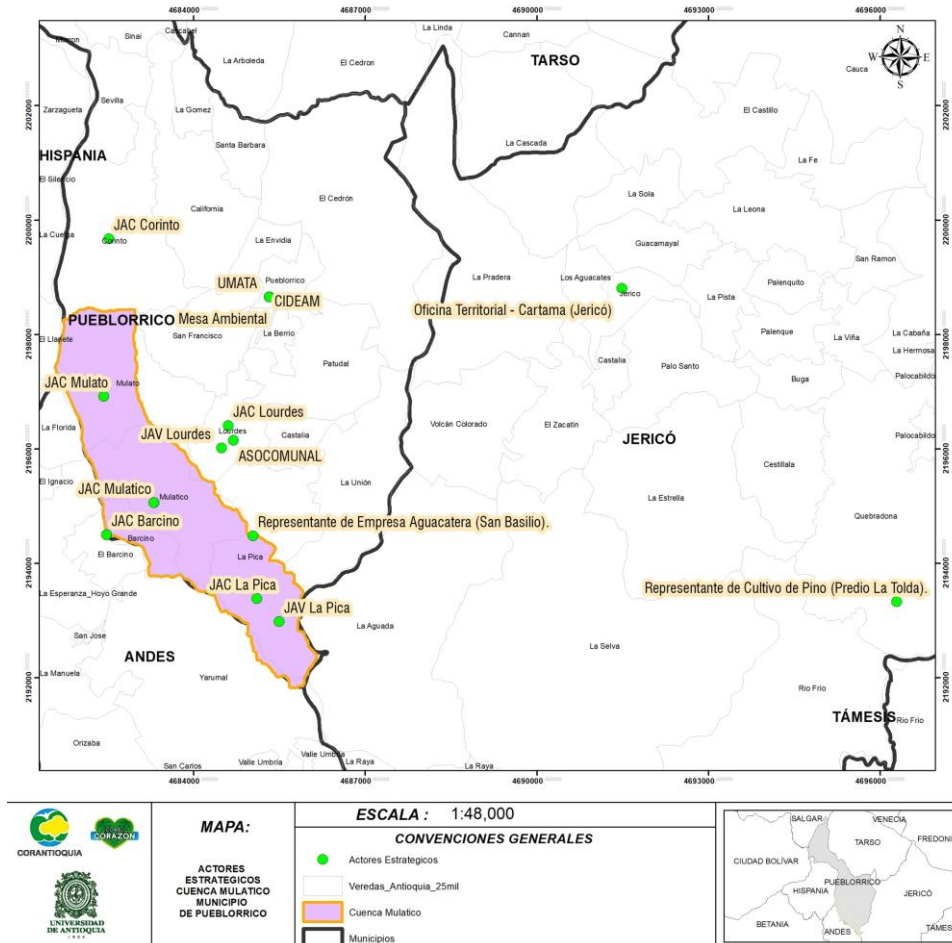 4684000
4687000
4690000
4693000
4696000
Sinai
Cascabel
La Linda
Cannan
La Arboleda
El Cedron
TARSO
Cauca
N
W
E
S
Sevilla
Zarzagueta
La Gomez
El Castillo
2202000
2202000
Santa Barbara
La Cascada
HISPANIA
La Fe
El Silencio
El Cedrón
La Sola
California
La Leona
2200000
2200000
JAC Corinto
La Cuelga
Corinto
La Envidia
Guacamayal
San Ramon
UMATA
Pueblorrico
La Pradera
Los Aguacates
Palenquito
CIDEAM
Jerico
La Pista
Oficina Territorial - Cartama (Jericó)
PUEBLORRICO
Mesa Ambiental
San Francisco
La Berrio
Palenque
La Viña
La Cabaña
2198000
2198000
El Llanete
La Hermosa
Patudal
Castalia
Palo Santo
Palocabildo
JAC Mulato
Mulato
Buga
JAC Lourdes
La Florida
JAV Lourdes
Lourdes
Castalia
Volcán Colorado
El Zacatín
JERICÓ
Palocabildo
2196000
2196000
ASOCOMUNAL
Cestillala
El Ignacio
La Unión
JAC Mulatico
Mulatico
La Estrella
Quebradona
JAC Barcino
Representante de Empresa Aguacatera (San Basilio).
Barcino
El Barcino
La Pica
2194000
2194000
JAC La Pica
Representante de Cultivo de Pino (Predio La Tolda).
La Esperanza_Hoyo Grande
JAV La Pica
La Aguada
San Jose
La Selva
ANDES
La Manuela
Yarumal
2192000
2192000
Rio Frio
TÁMESIS
Rio Frio
Orizaba
Valle Umbria
San Carlos
Valle Umbría
La Raya
La Raya
4684000
4687000
4690000
4693000
4696000
CORANTIOQUIA
CORAZÓN
UNIVERSIDAD
DE ANTIOQUIA
1803
MAPA:
ACTORES
ESTRATEGICOS
CUENCA MULATICO
MUNICIPIO
DE PUEBLORRICO
ESCALA : 1:48,000
CONVENCIONES GENERALES
Actores Estrategicos
Veredas_Antioquia_25mil
Cuenca Mulatico
Municipios
SALGAR
VENECIA
TARSO
FREDONI
CIUDAD BOLÍVAR
PUEBLORRICO
HISPANIA
JERICÓ
BETANIA
ANDES
TÁMES